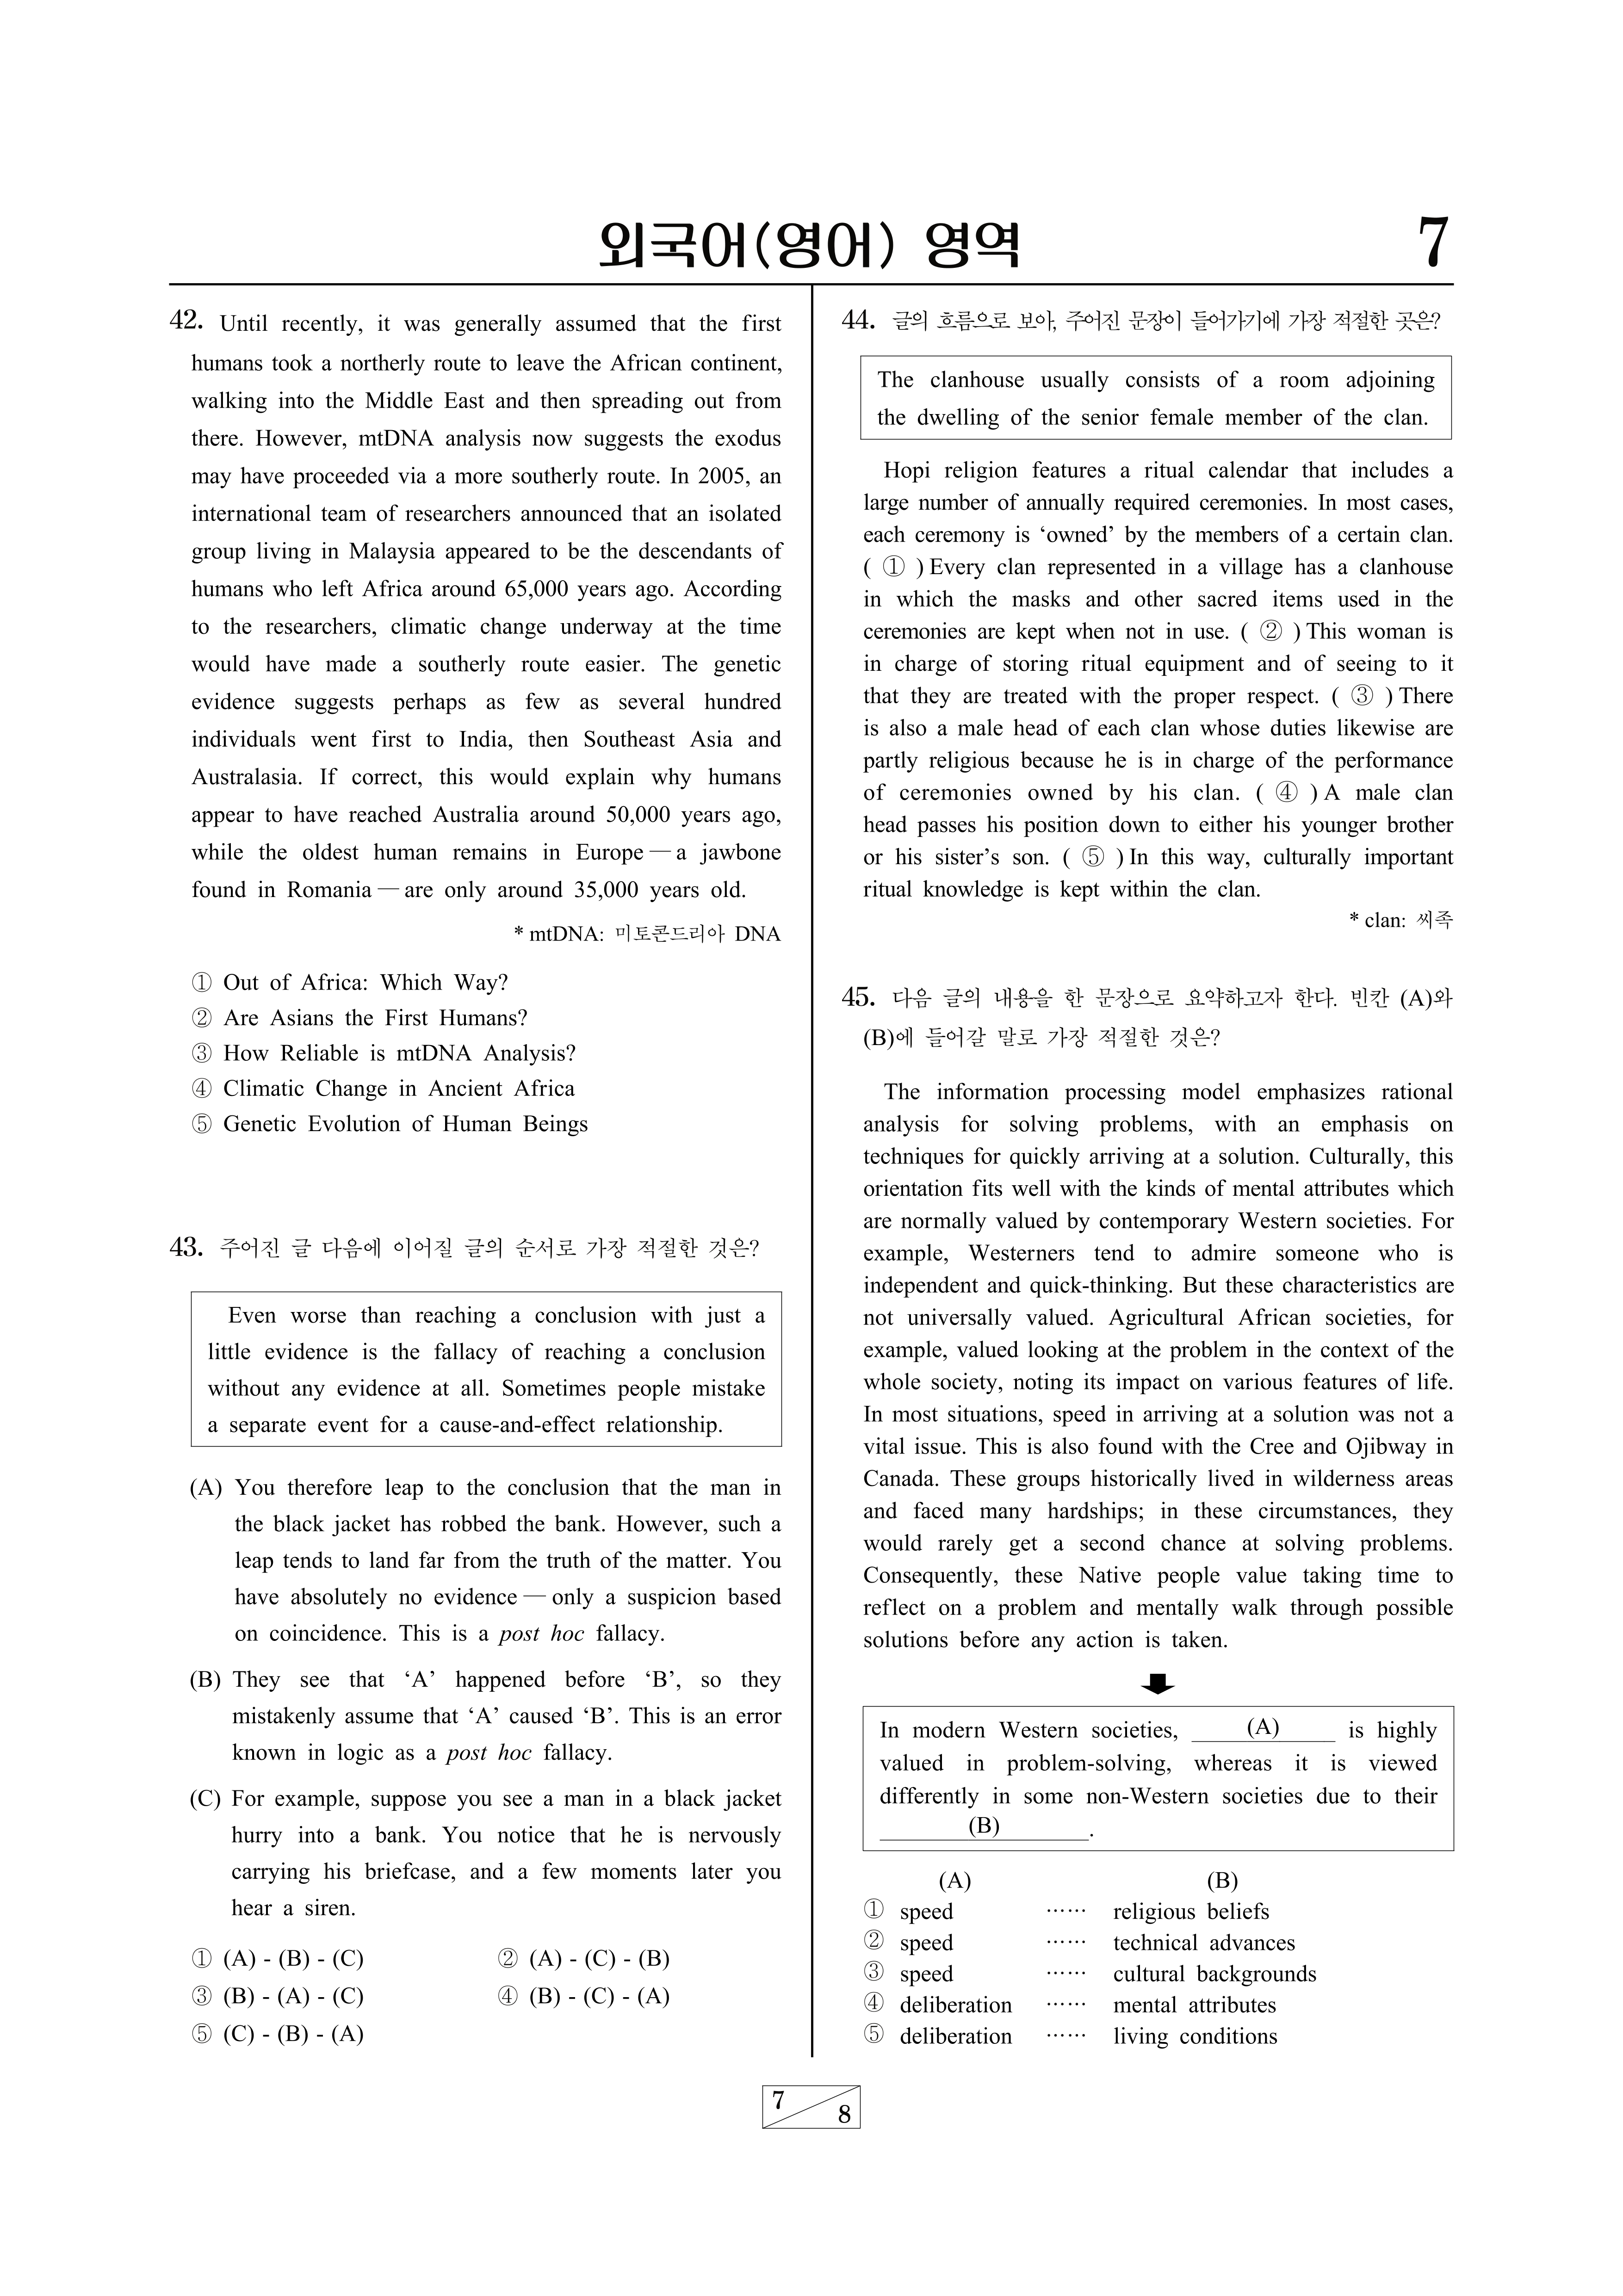 외국어(영어) 영역
7
42. Until recently, it was generally assumed that the first
humans took a northerly route to leave the African continent,
walking into the Middle East and then spreading out from
there. However, mtDNA analysis now suggests the exodus
may have proceeded via a more southerly route. In 2005, an
international team of researchers announced that an isolated
group living in Malaysia appeared to be the descendants of
humans who left Africa around 65,000 years ago. According
to the researchers, climatic change underway at the time
would have made a southerly route easier. The genetic
evidence suggests perhaps as few as several hundred
individuals went first to India, then Southeast Asia and
Australasia. If correct, this would explain why humans
appear to have reached Australia around 50,000 years ago,
while the oldest human remains in Europe — a jawbone
found in Romania — are only around 35,000 years old.
* mtDNA: 미토콘드리아 DNA
① Out of Africa: Which Way?
② Are Asians the First Humans?
③ How Reliable is mtDNA Analysis?
④ Climatic Change in Ancient Africa
⑤ Genetic Evolution of Human Beings
43. 주어진 글 다음에 이어질 글의 순서로 가장 적절한 것은?
Even worse than reaching a conclusion with just a
little evidence is the fallacy of reaching a conclusion
without any evidence at all. Sometimes people mistake
a separate event for a cause-and-effect relationship.
(A) You therefore leap to the conclusion that the man in
the black jacket has robbed the bank. However, such a
leap tends to land far from the truth of the matter. You
have absolutely no evidence — only a suspicion based
on coincidence. This is a post hoc fallacy.
(B) They see that ‘A’ happened before ‘B’, so they
mistakenly assume that ‘A’ caused ‘B’. This is an error
known in logic as a post hoc fallacy.
(C) For example, suppose you see a man in a black jacket
hurry into a bank. You notice that he is nervously
carrying his briefcase, and a few moments later you
hear a siren.
① (A) - (B) - (C) ② (A) - (C) - (B)
③ (B) - (A) - (C) ④ (B) - (C) - (A)
⑤ (C) - (B) - (A)
44. 글의 흐름으로 보아, 주어진 문장이 들어가기에 가장 적절한 곳은?
The clanhouse usually consists of a room adjoining
the dwelling of the senior female member of the clan.
Hopi religion features a ritual calendar that includes a
large number of annually required ceremonies. In most cases,
each ceremony is ‘owned’ by the members of a certain clan.
( ① ) Every clan represented in a village has a clanhouse
in which the masks and other sacred items used in the
ceremonies are kept when not in use. ( ② ) This woman is
in charge of storing ritual equipment and of seeing to it
that they are treated with the proper respect. ( ③ ) There
is also a male head of each clan whose duties likewise are
partly religious because he is in charge of the performance
of ceremonies owned by his clan. ( ④ ) A male clan
head passes his position down to either his younger brother
or his sister’s son. ( ⑤ ) In this way, culturally important
ritual knowledge is kept within the clan.
* clan: 씨족
45. 다음 글의 내용을 한 문장으로 요약하고자 한다. 빈칸 (A)와
(B)에 들어갈 말로 가장 적절한 것은?
The information processing model emphasizes rational
analysis for solving problems, with an emphasis on
techniques for quickly arriving at a solution. Culturally, this
orientation fits well with the kinds of mental attributes which
are normally valued by contemporary Western societies. For
example, Westerners tend to admire someone who is
independent and quick-thinking. But these characteristics are
not universally valued. Agricultural African societies, for
example, valued looking at the problem in the context of the
whole society, noting its impact on various features of life.
In most situations, speed in arriving at a solution was not a
vital issue. This is also found with the Cree and Ojibway in
Canada. These groups historically lived in wilderness areas
and faced many hardships; in these circumstances, they
would rarely get a second chance at solving problems.
Consequently, these Native people value taking time to
reflect on a problem and mentally walk through possible
solutions before any action is taken.
In modern Western societies, (A) is highly
valued in problem-solving, whereas it is viewed
differently in some non-Western societies due to their
(B) .
(A) (B)
① speed ⋯⋯ religious beliefs
② speed ⋯⋯ technical advances
③ speed ⋯⋯ cultural backgrounds
④ deliberation ⋯⋯ mental attributes
⑤ deliberation ⋯⋯ living conditions
7
8